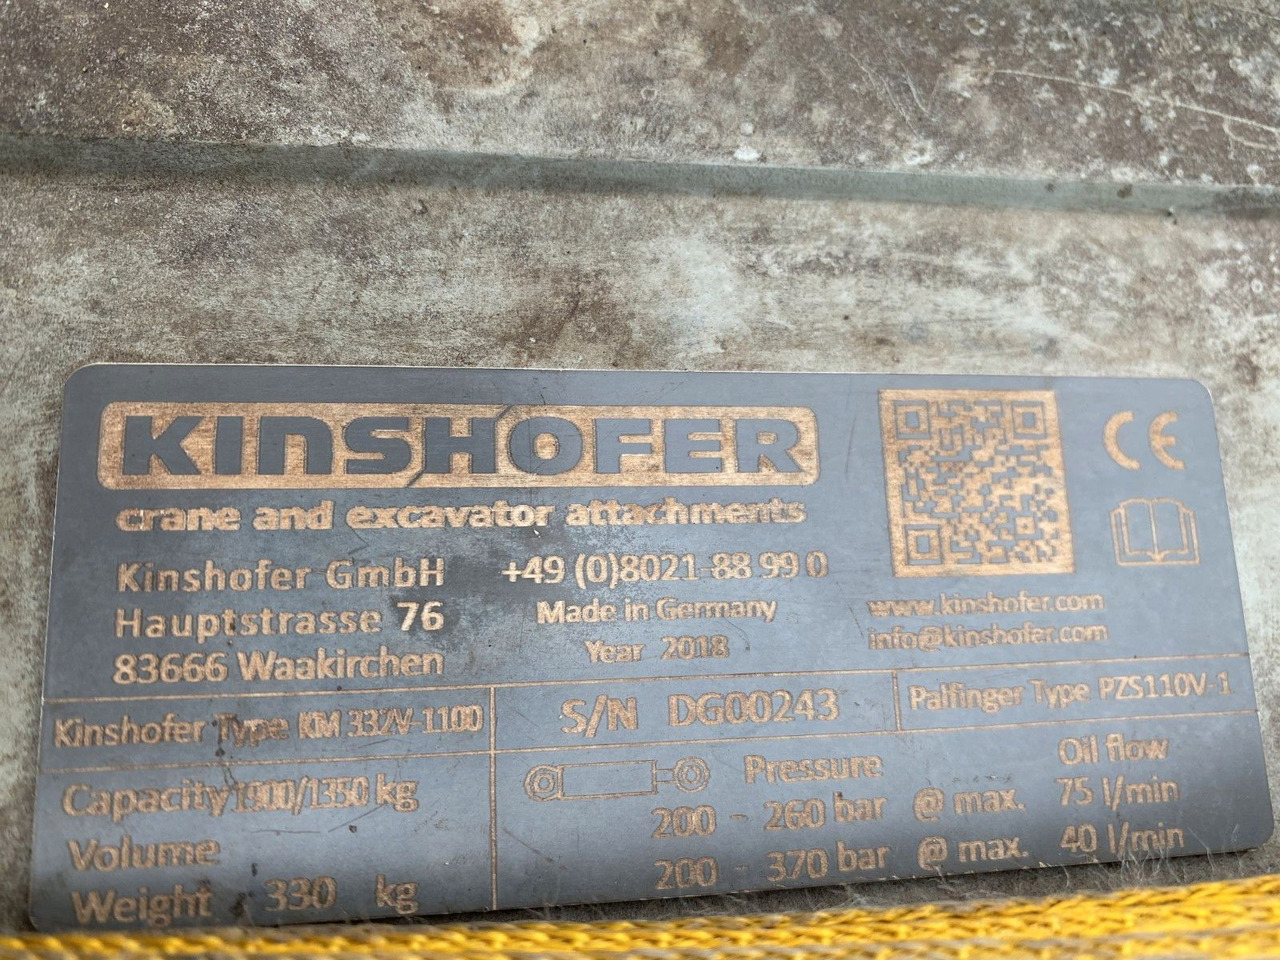 KINSHOFER
crane and excavator attachments
Kinshofer GmbH +49 (0)8021-88 99 0
Hauptstrasse 76 Made in Germany
83666 Waakirchen Year 2018
www.kinshofer.com
info@kinshofer.com
CE
Kinshofer Type KM 332V-1100 S/N DG00243 Palfinger Type PZS110V-1
Capacity 1900/1350 kg
Volume
Weight 330 kg
Pressure Oil flow
200 - 260 bar @ max. 75 l/min
200 - 370 bar @ max. 40 l/min